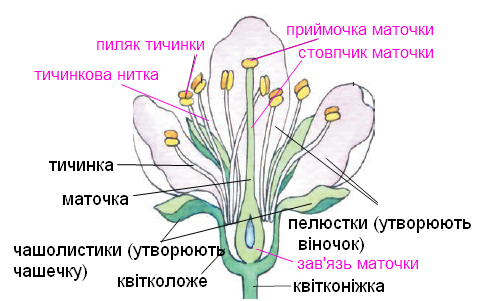 приймочка маточки
пиляк тичинки
стовпчик маточки
тичинкова нитка
тичинка
маточка
пелюстки (утворюють
віночок)
чашолистики (утворюють
чашечку)
зав'язь маточки
квітколоже
квітконіжка